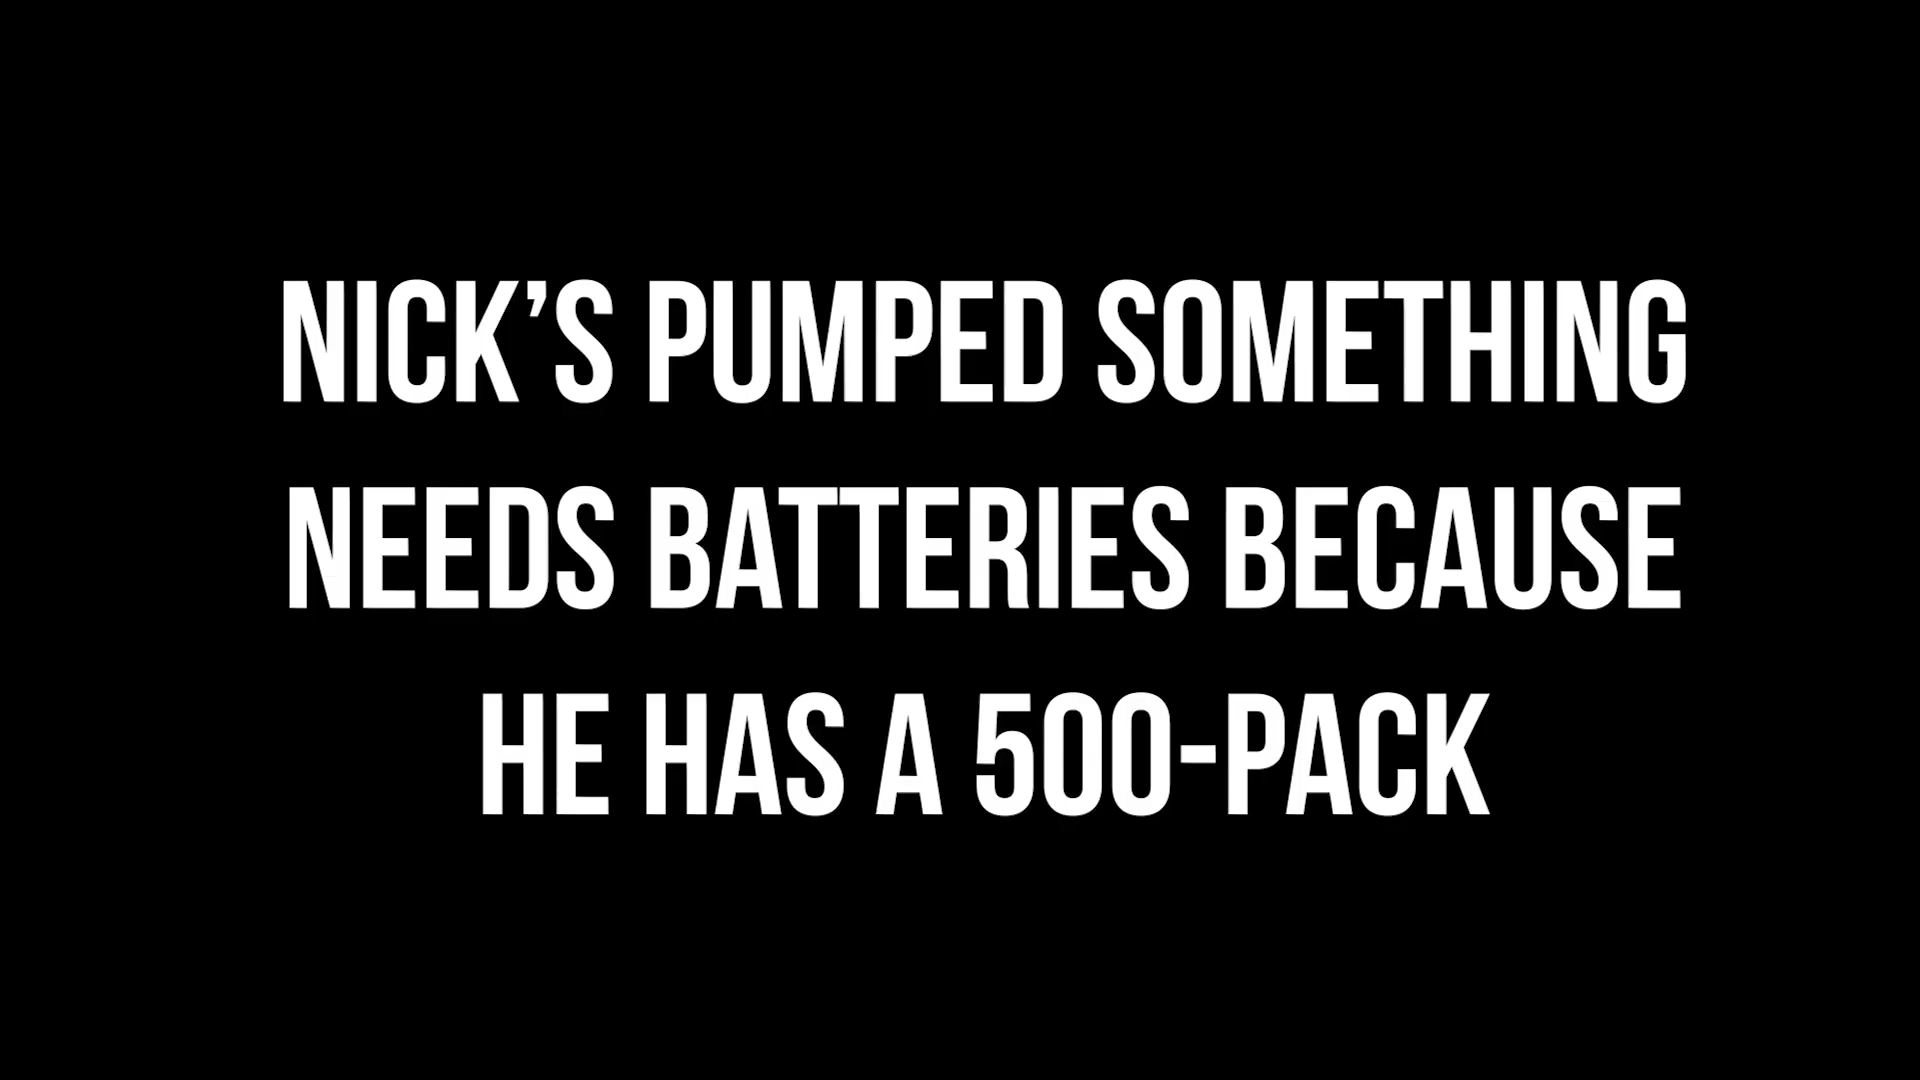 NICK’S PUMPED SOMETHING
NEEDS BATTERIES BECAUSE
HE HAS A 500-PACK